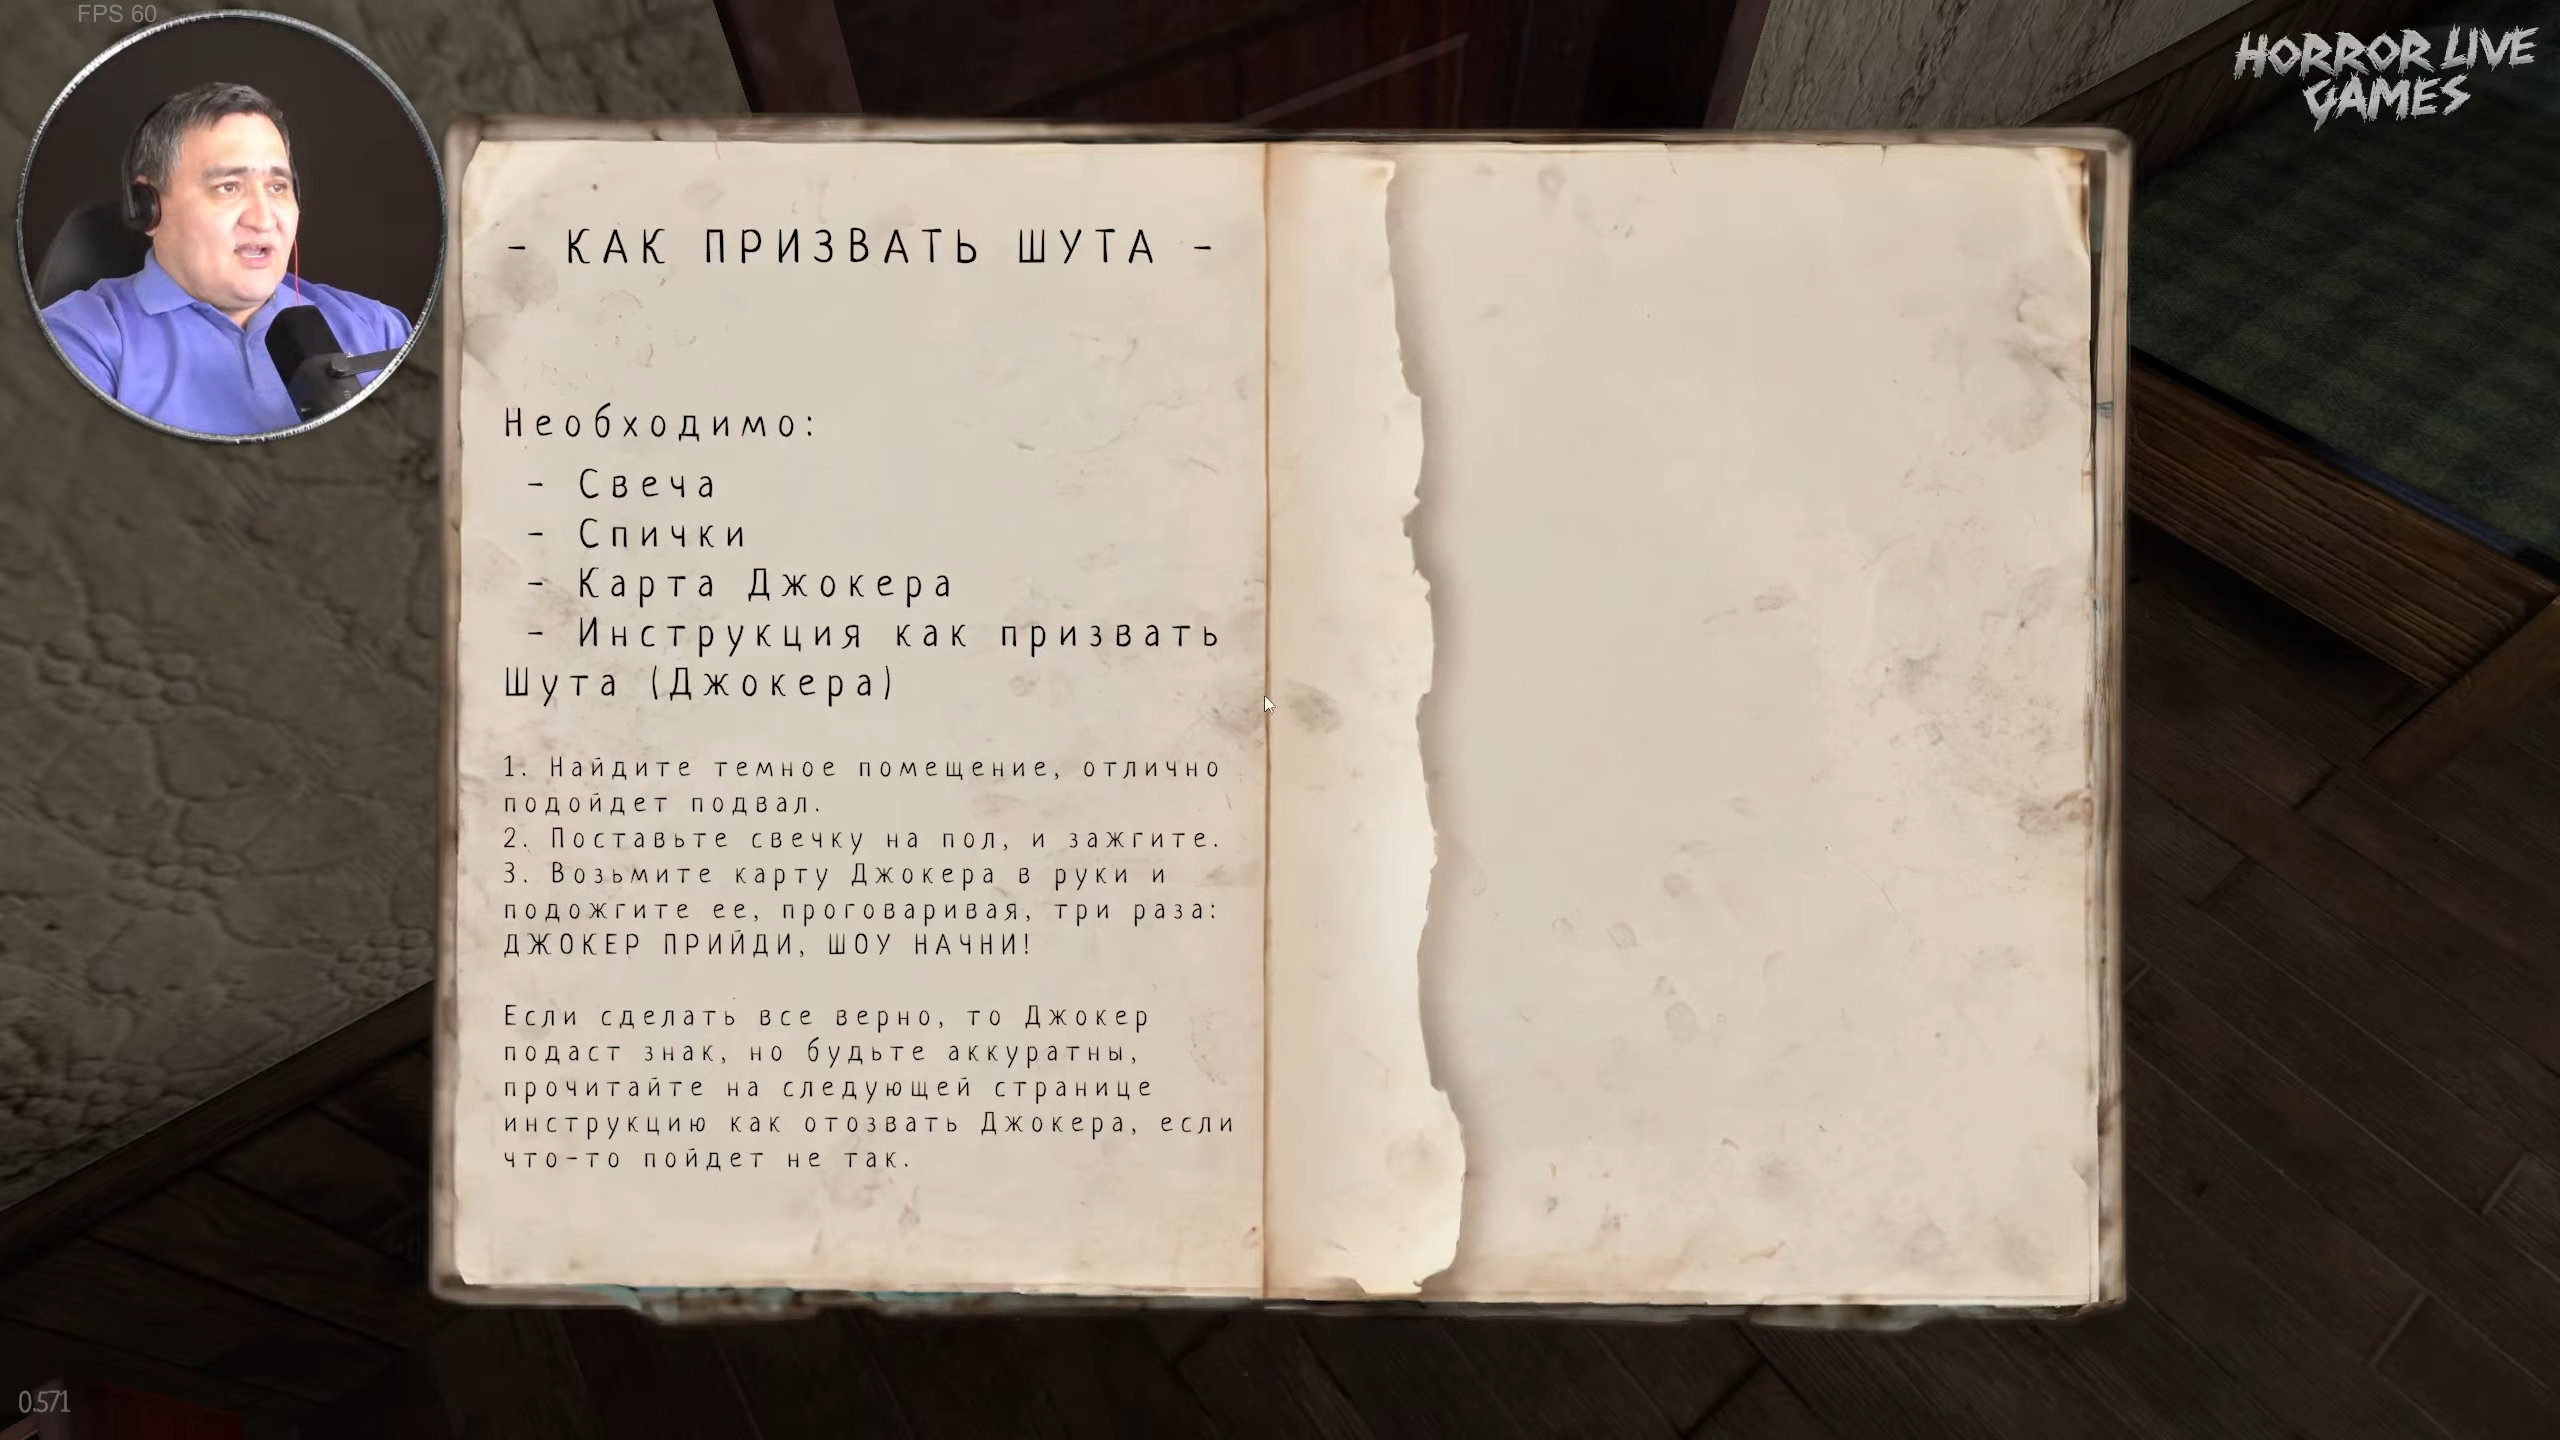 FPS 60
HORROR LIVE
GAMES
- КАК ПРИЗВАТЬ ШУТА -
Необходимо:
- Свеча
- Спички
- Карта Джокера
- Инструкция как призвать
Шута (Джокера)
1. Найдите темное помещение, отлично
подойдет подвал.
2. Поставьте свечку на пол, и зажгите.
3. Возьмите карту Джокера в руки и
подожгите ее, проговаривая, три раза:
ДЖОКЕР ПРИЙДИ, ШОУ НАЧНИ!
Если сделать все верно, то Джокер
подаст знак, но будьте аккуратны,
прочитайте на следующей странице
инструкцию как отозвать Джокера, если
что-то пойдет не так.
0.571